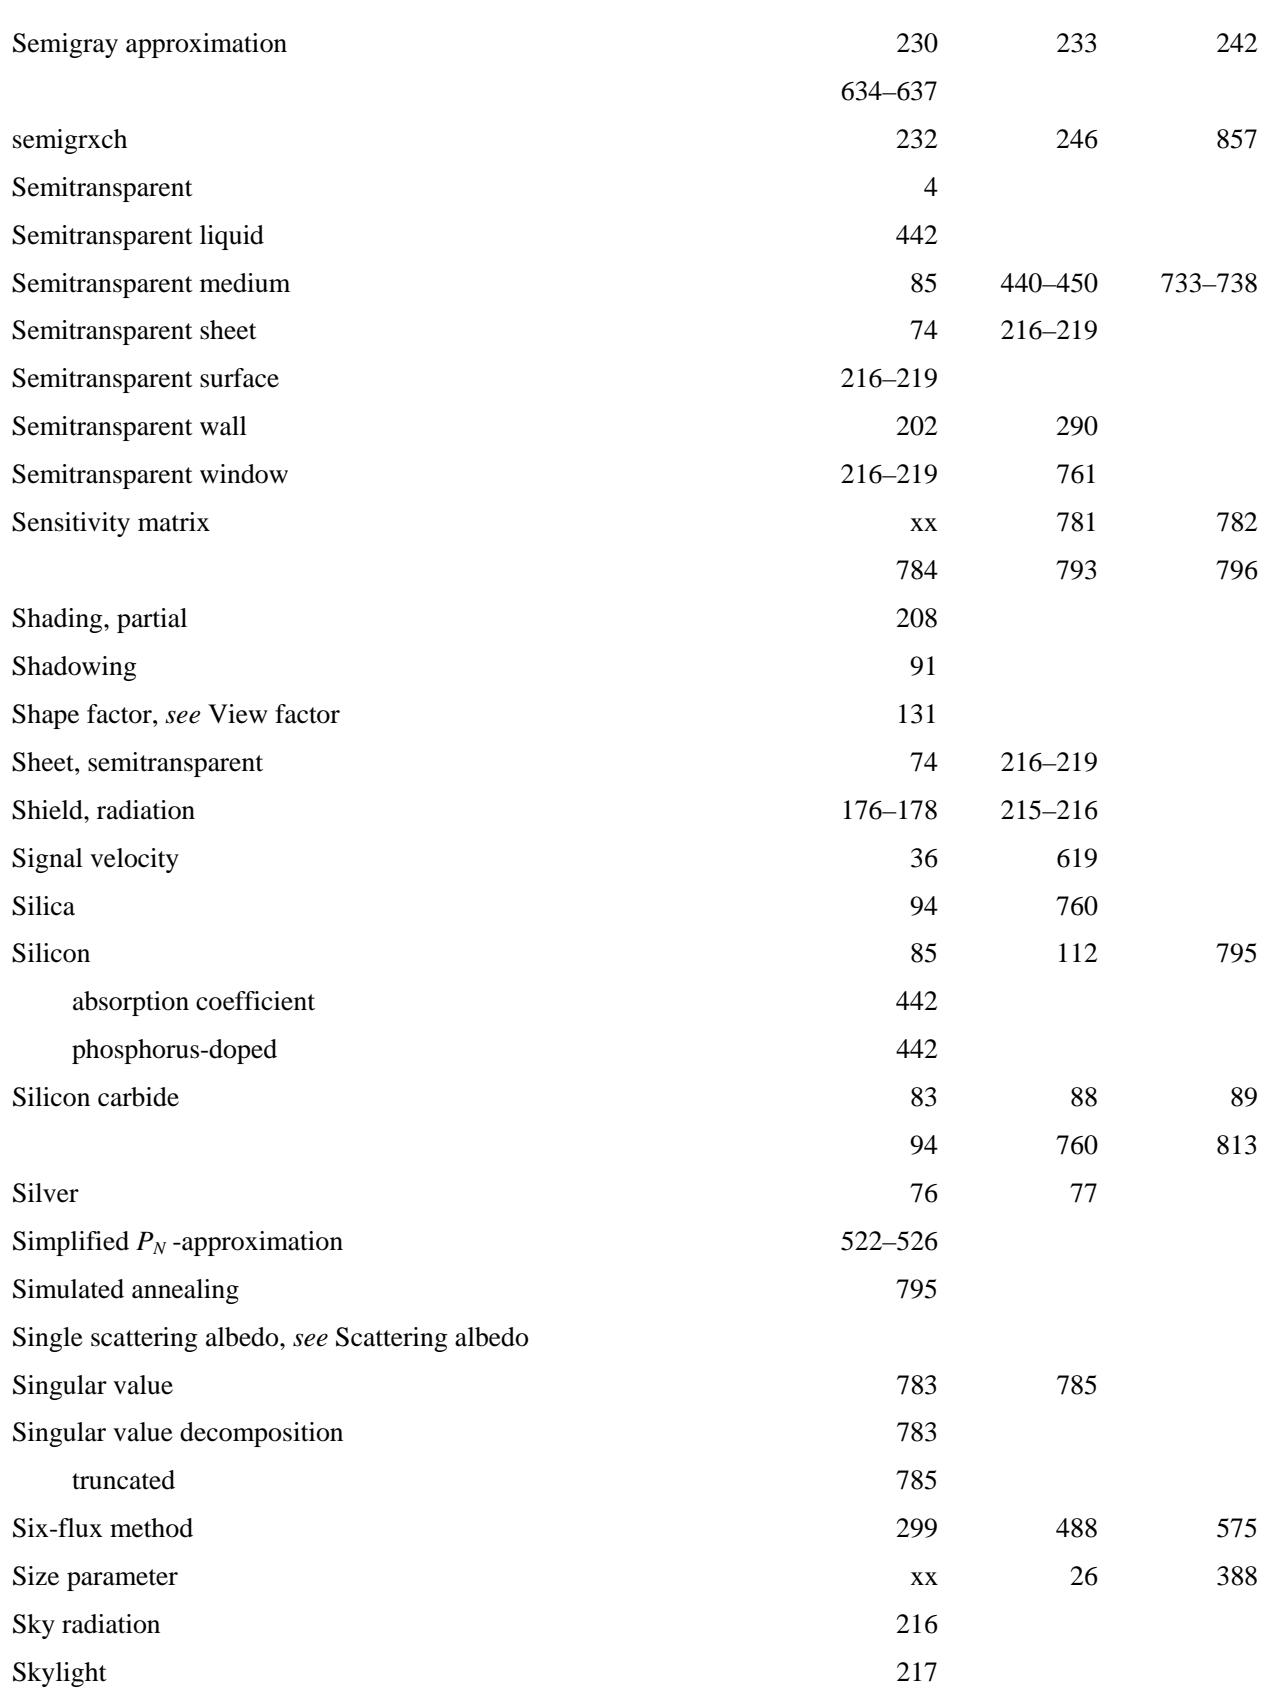 Semigray approximation 230 233 242
634–637
semigrxch 232 246 857
Semitransparent 4
Semitransparent liquid 442
Semitransparent medium 85 440–450 733–738
Semitransparent sheet 74 216–219
Semitransparent surface 216–219
Semitransparent wall 202 290
Semitransparent window 216–219 761
Sensitivity matrix xx 781 782
784 793 796
Shading, partial 208
Shadowing 91
Shape factor, see View factor 131
Sheet, semitransparent 74 216–219
Shield, radiation 176–178 215–216
Signal velocity 36 619
Silica 94 760
Silicon 85 112 795
absorption coefficient 442
phosphorus-doped 442
Silicon carbide 83 88 89
94 760 813
Silver 76 77
Simplified P_N -approximation 522–526
Simulated annealing 795
Single scattering albedo, see Scattering albedo
Singular value 783 785
Singular value decomposition 783
truncated 785
Six-flux method 299 488 575
Size parameter xx 26 388
Sky radiation 216
Skylight 217